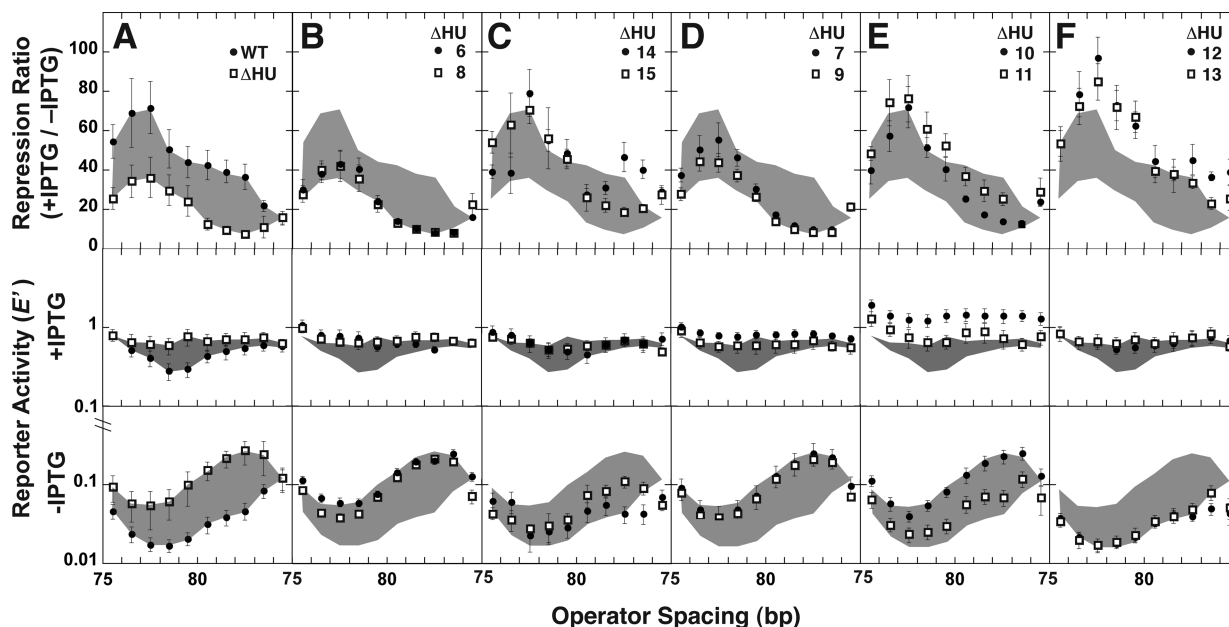 A
WT
ΔHU
B
ΔHU
6
8
C
ΔHU
14
15
D
ΔHU
7
9
E
ΔHU
10
11
F
ΔHU
12
13
Repression Ratio
(+IPTG / –IPTG)
100
80
60
40
20
0
Reporter Activity (E')
+IPTG
-IPTG
1
0.1
0.1
0.01
75 80 75 80 75 80 75 80 75 80 75 80
Operator Spacing (bp)